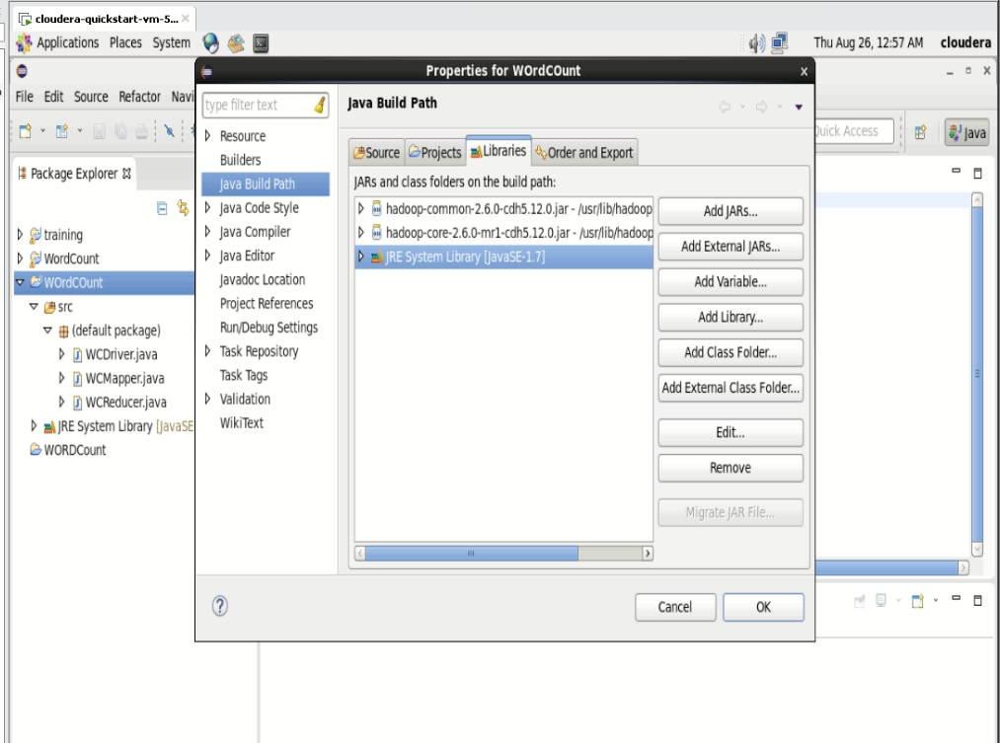 cloudera-quickstart-vm-5...
Applications Places System
Thu Aug 26, 12:57 AM cloudera
Properties for WOrdCOunt
File Edit Source Refactor Navi
type filter text
Java Build Path
Quick Access
Java
Resource
Builders
Java Build Path
Java Code Style
Java Compiler
Java Editor
Javadoc Location
Project References
Run/Debug Settings
Task Repository
Task Tags
Validation
WikiText
Source Projects Libraries Order and Export
JARs and class folders on the build path:
hadoop-common-2.6.0-cdh5.12.0.jar - /usr/lib/hadoop
hadoop-core-2.6.0-mr1-cdh5.12.0.jar - /usr/lib/hadoop
JRE System Library [JavaSE-1.7]
Add JARs...
Add External JARs...
Add Variable...
Add Library...
Add Class Folder...
Add External Class Folder...
Edit...
Remove
Migrate JAR File...
Cancel
OK
Package Explorer
training
WordCount
WOrdCOunt
src
(default package)
WCDriver.java
WCMapper.java
WCReducer.java
JRE System Library [JavaSE
WORDCount